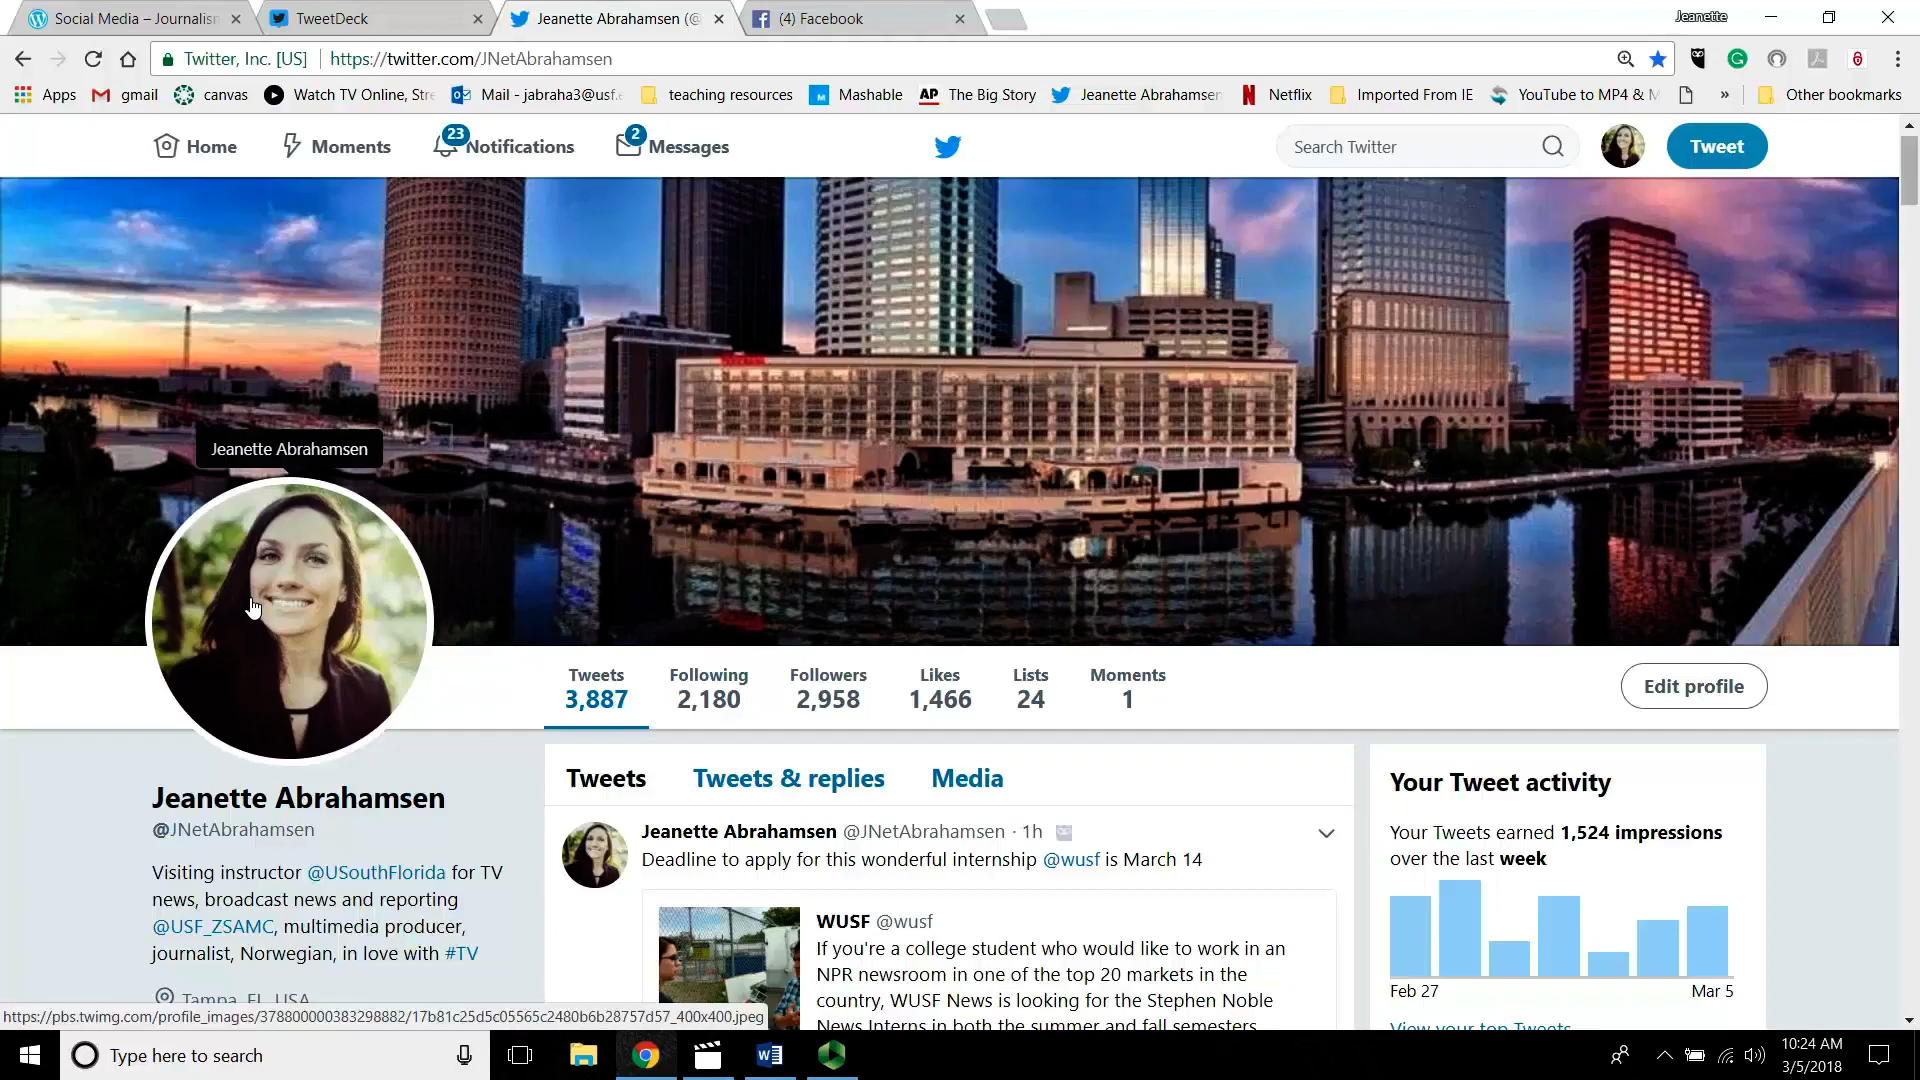 Social Media – Journalism
TweetDeck
Jeanette Abrahamsen (@
(4) Facebook
Jeanette
Twitter, Inc. [US]
https://twitter.com/JNetAbrahamsen
Apps
gmail
canvas
Watch TV Online, Stre
Mail - jabraha3@usf.e
teaching resources
Mashable
AP
The Big Story
Jeanette Abrahamsen
Netflix
Imported From IE
YouTube to MP4 & M
»
Other bookmarks
Home
Moments
23
Notifications
2
Messages
Search Twitter
Tweet
Jeanette Abrahamsen
Tweets
3,887
Following
2,180
Followers
2,958
Likes
1,466
Lists
24
Moments
1
Edit profile
Jeanette Abrahamsen
@JNetAbrahamsen
Visiting instructor @USouthFlorida for TV
news, broadcast news and reporting
@USF_ZSAMC, multimedia producer,
journalist, Norwegian, in love with #TV
Tampa, FL, USA
Tweets
Tweets & replies
Media
Jeanette Abrahamsen @JNetAbrahamsen · 1h
Deadline to apply for this wonderful internship @wusf is March 14
WUSF @wusf
If you're a college student who would like to work in an
NPR newsroom in one of the top 20 markets in the
country, WUSF News is looking for the Stephen Noble
News Interns in both the summer and fall semesters
Your Tweet activity
Your Tweets earned 1,524 impressions
over the last week
Feb 27
Mar 5
View your top Tweets
https://pbs.twimg.com/profile_images/378800000383298882/17b81c25d5c05565c2480b6b28757d57_400x400.jpeg
Type here to search
10:24 AM
3/5/2018